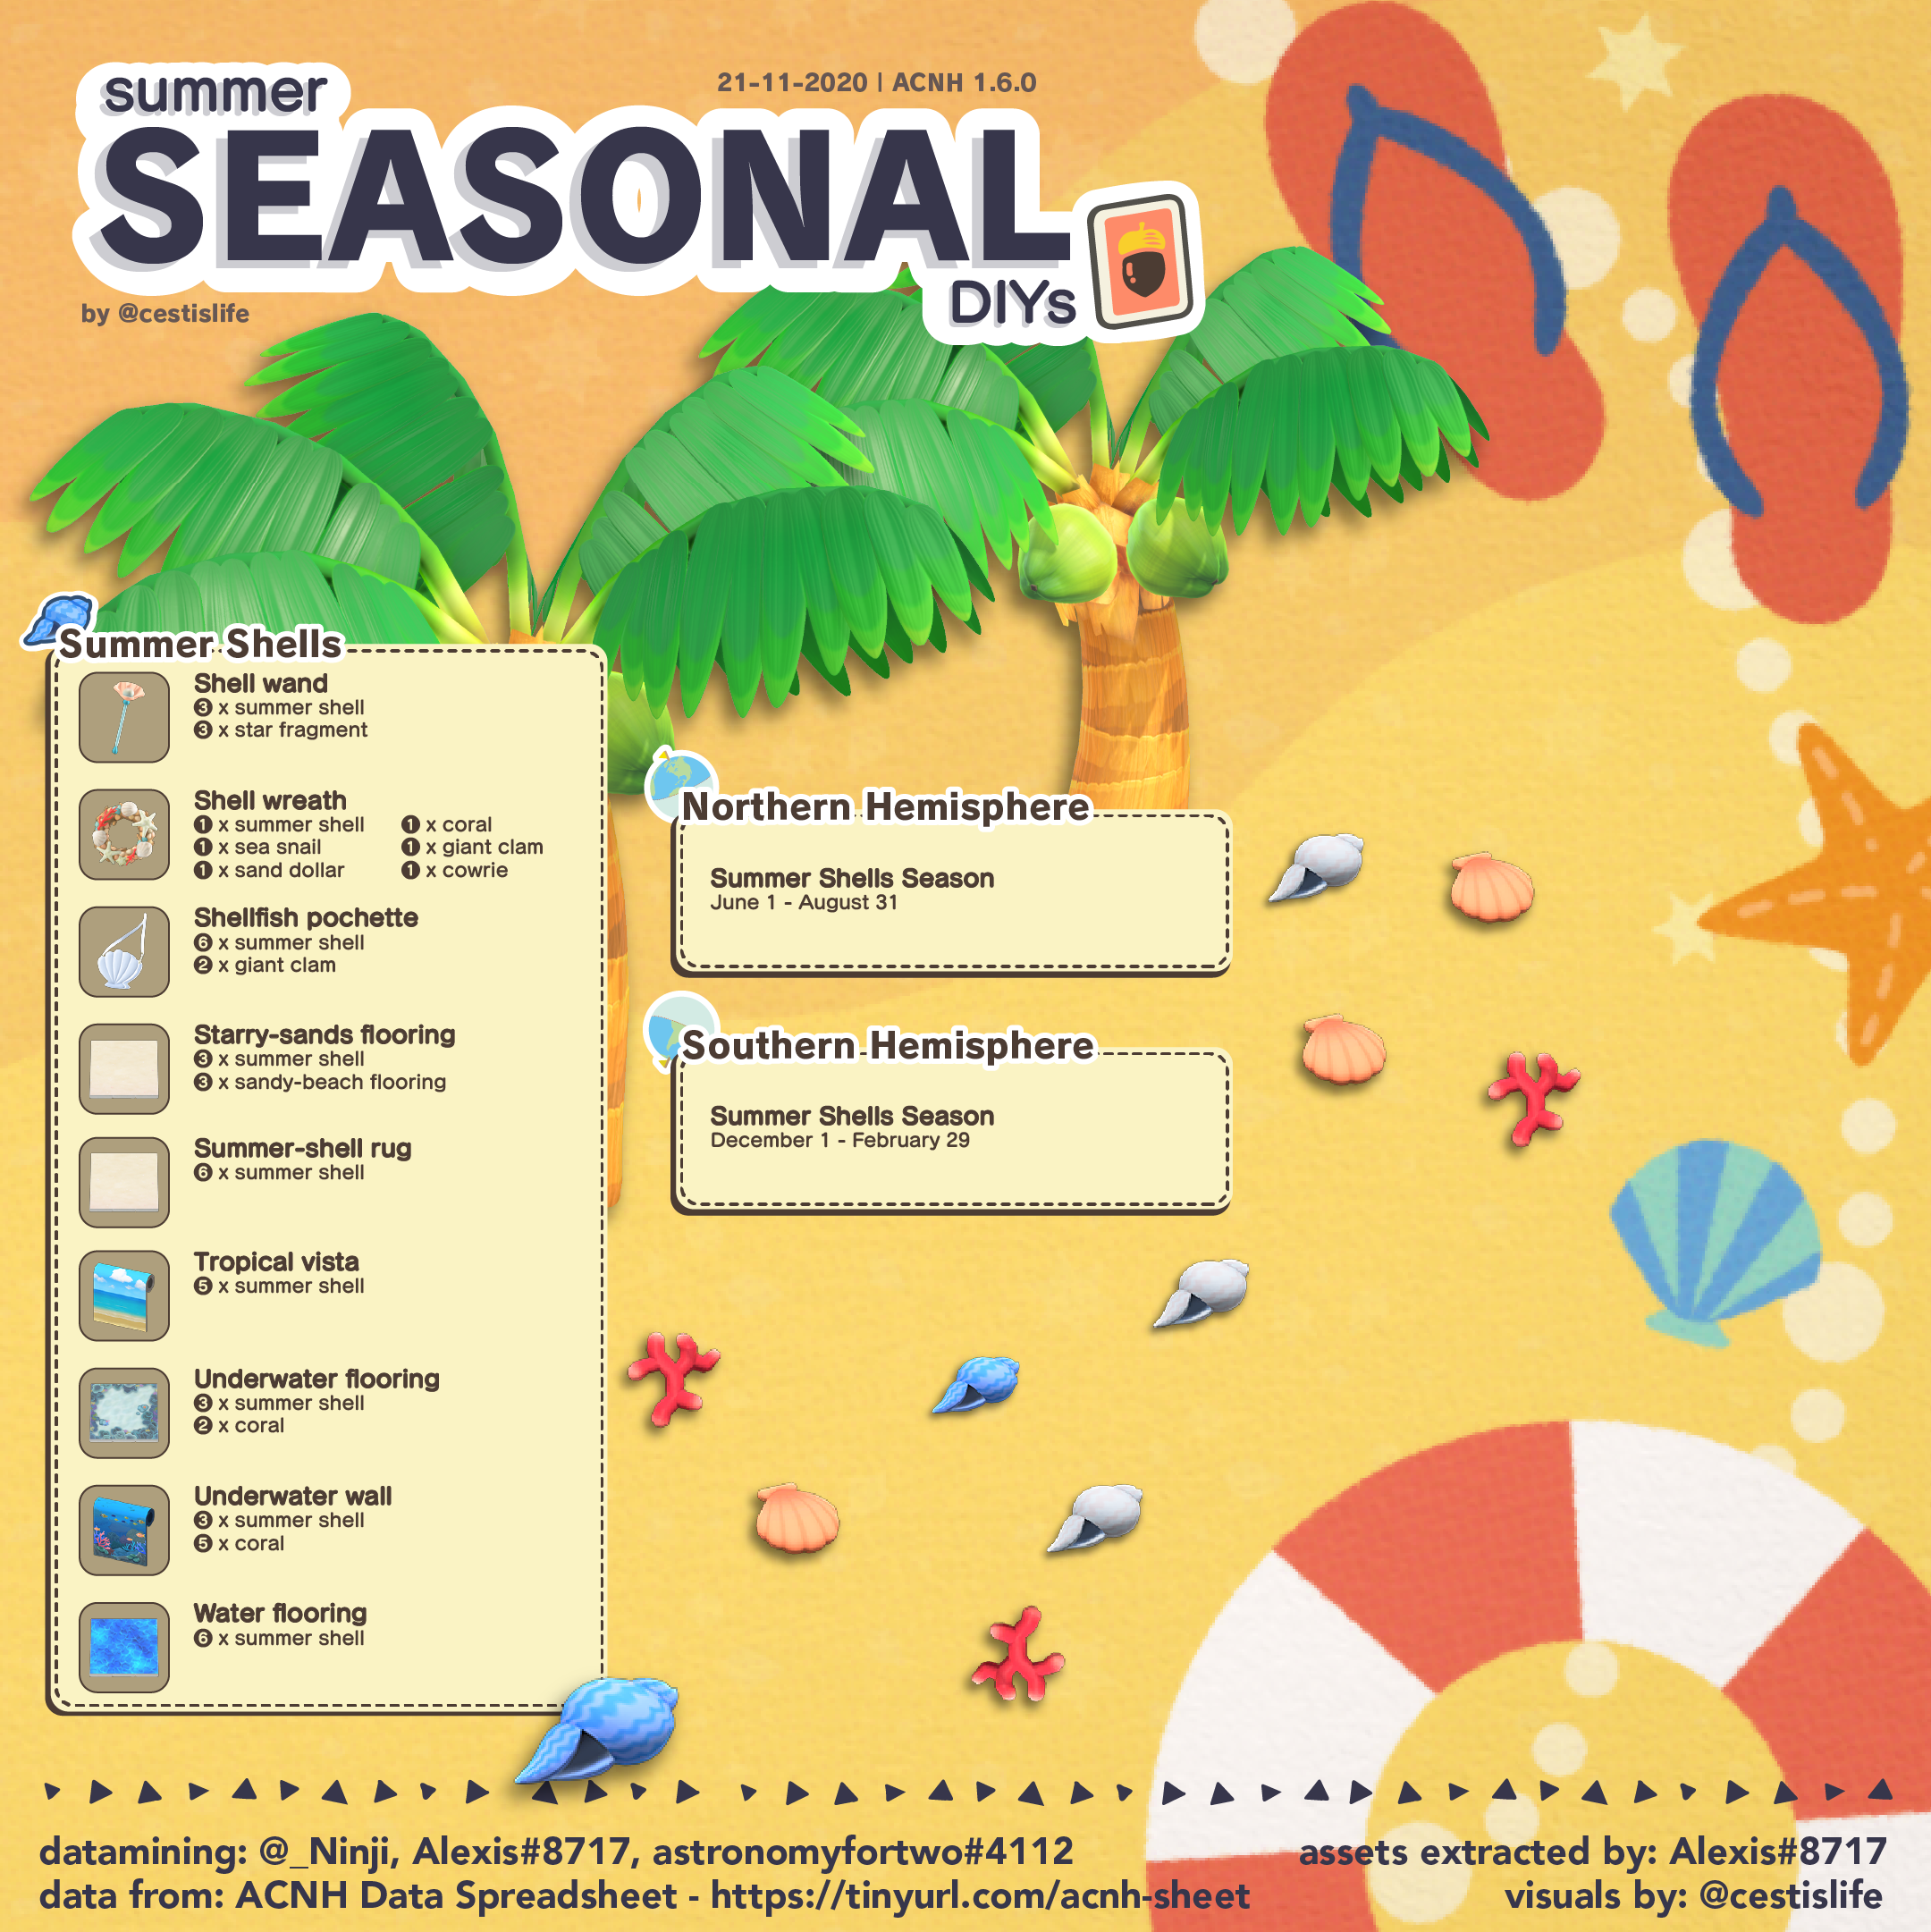 summer
21-11-2020 | ACNH 1.6.0
SEASONAL
DIYs
by @cestislife
Summer Shells
Shell wand
3 x summer shell
3 x star fragment
Shell wreath
1 x summer shell 1 x coral
1 x sea snail 1 x giant clam
1 x sand dollar 1 x cowrie
Shellfish pochette
6 x summer shell
2 x giant clam
Starry-sands flooring
3 x summer shell
3 x sandy-beach flooring
Summer-shell rug
6 x summer shell
Tropical vista
5 x summer shell
Underwater flooring
3 x summer shell
2 x coral
Underwater wall
3 x summer shell
5 x coral
Water flooring
6 x summer shell
Northern Hemisphere
Summer Shells Season
June 1 - August 31
Southern Hemisphere
Summer Shells Season
December 1 - February 29
datamining: @_Ninji, Alexis#8717, astronomyfortwo#4112
data from: ACNH Data Spreadsheet - https://tinyurl.com/acnh-sheet
assets extracted by: Alexis#8717
visuals by: @cestislife